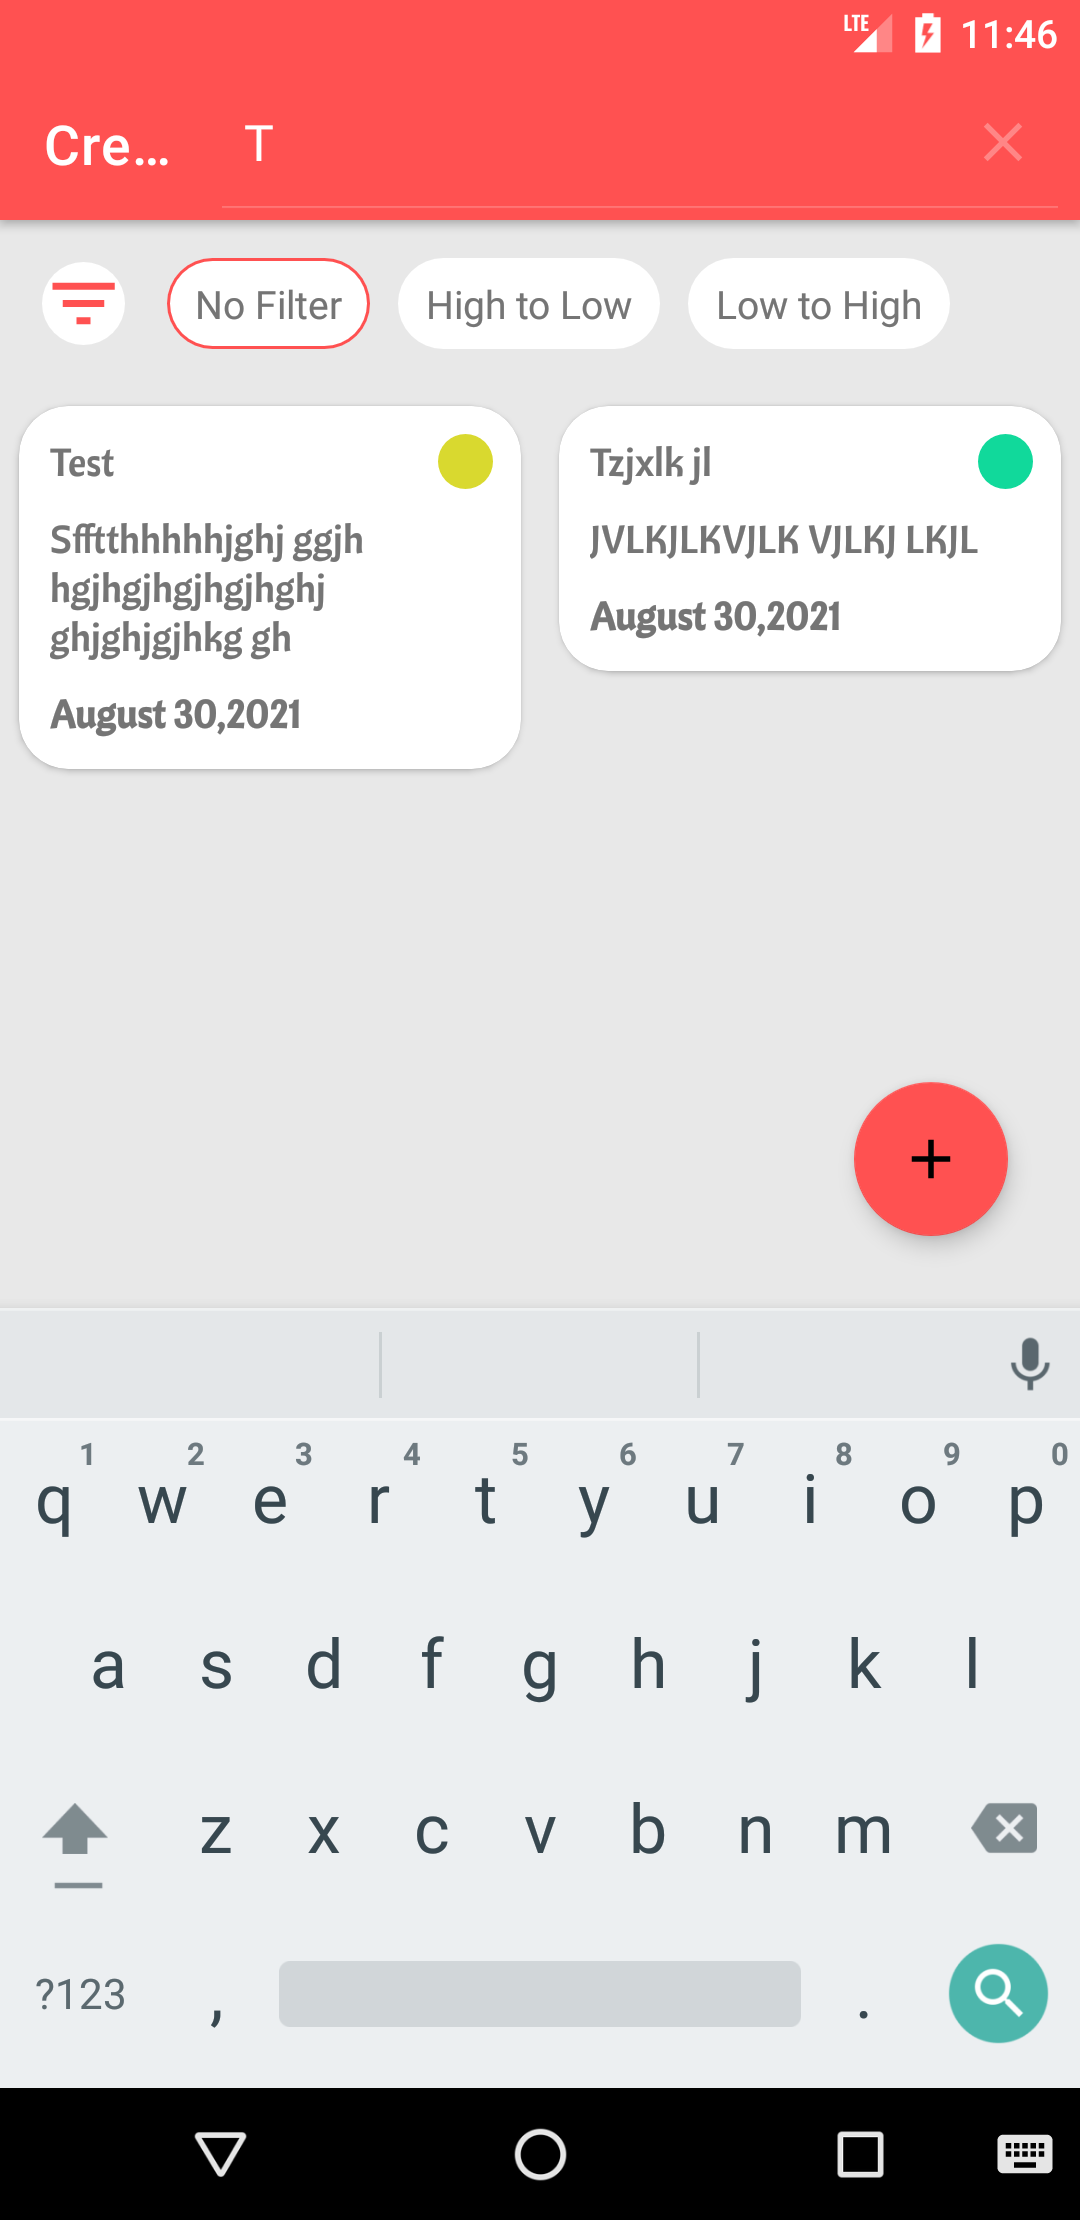 LTE 11:46
Cre... T
No Filter High to Low Low to High
Test
Sfftthhhhhjghj ggjh
hgjhgjhgjhgjhghj
ghjghjgjhkg gh
August 30,2021
Tzjxlk jl
JVLKJLKVJLK VJLKJ LKJL
August 30,2021
1 2 3 4 5 6 7 8 9 0
q w e r t y u i o p
a s d f g h j k l
z x c v b n m
?123 , .